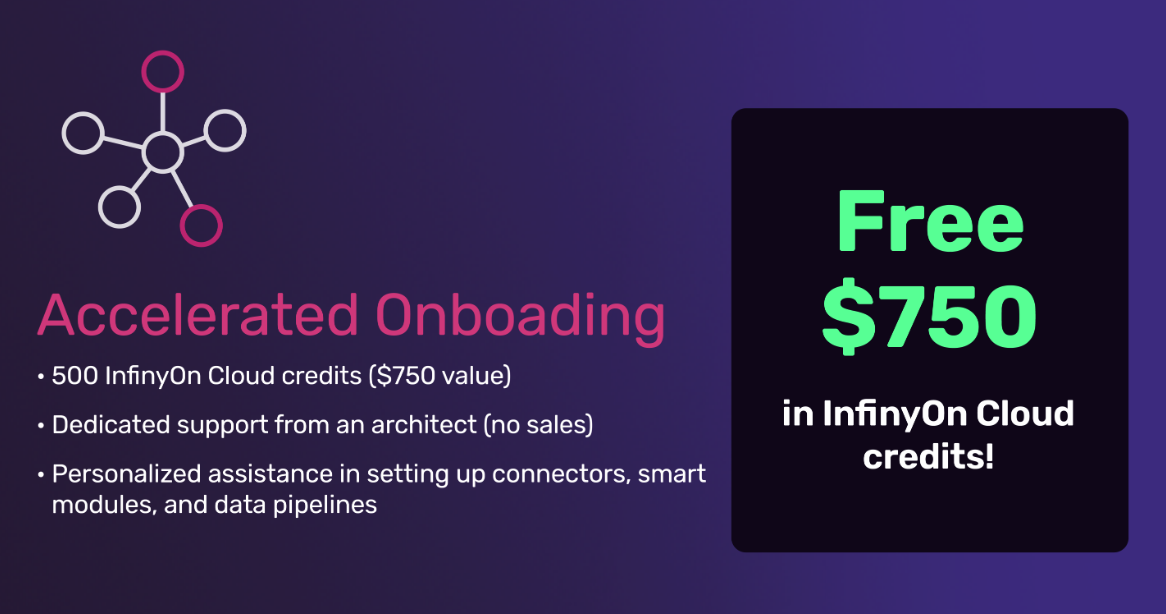 Accelerated Onboading
• 500 InfinyOn Cloud credits ($750 value)
• Dedicated support from an architect (no sales)
• Personalized assistance in setting up connectors, smart
modules, and data pipelines
Free
$750
in InfinyOn Cloud
credits!